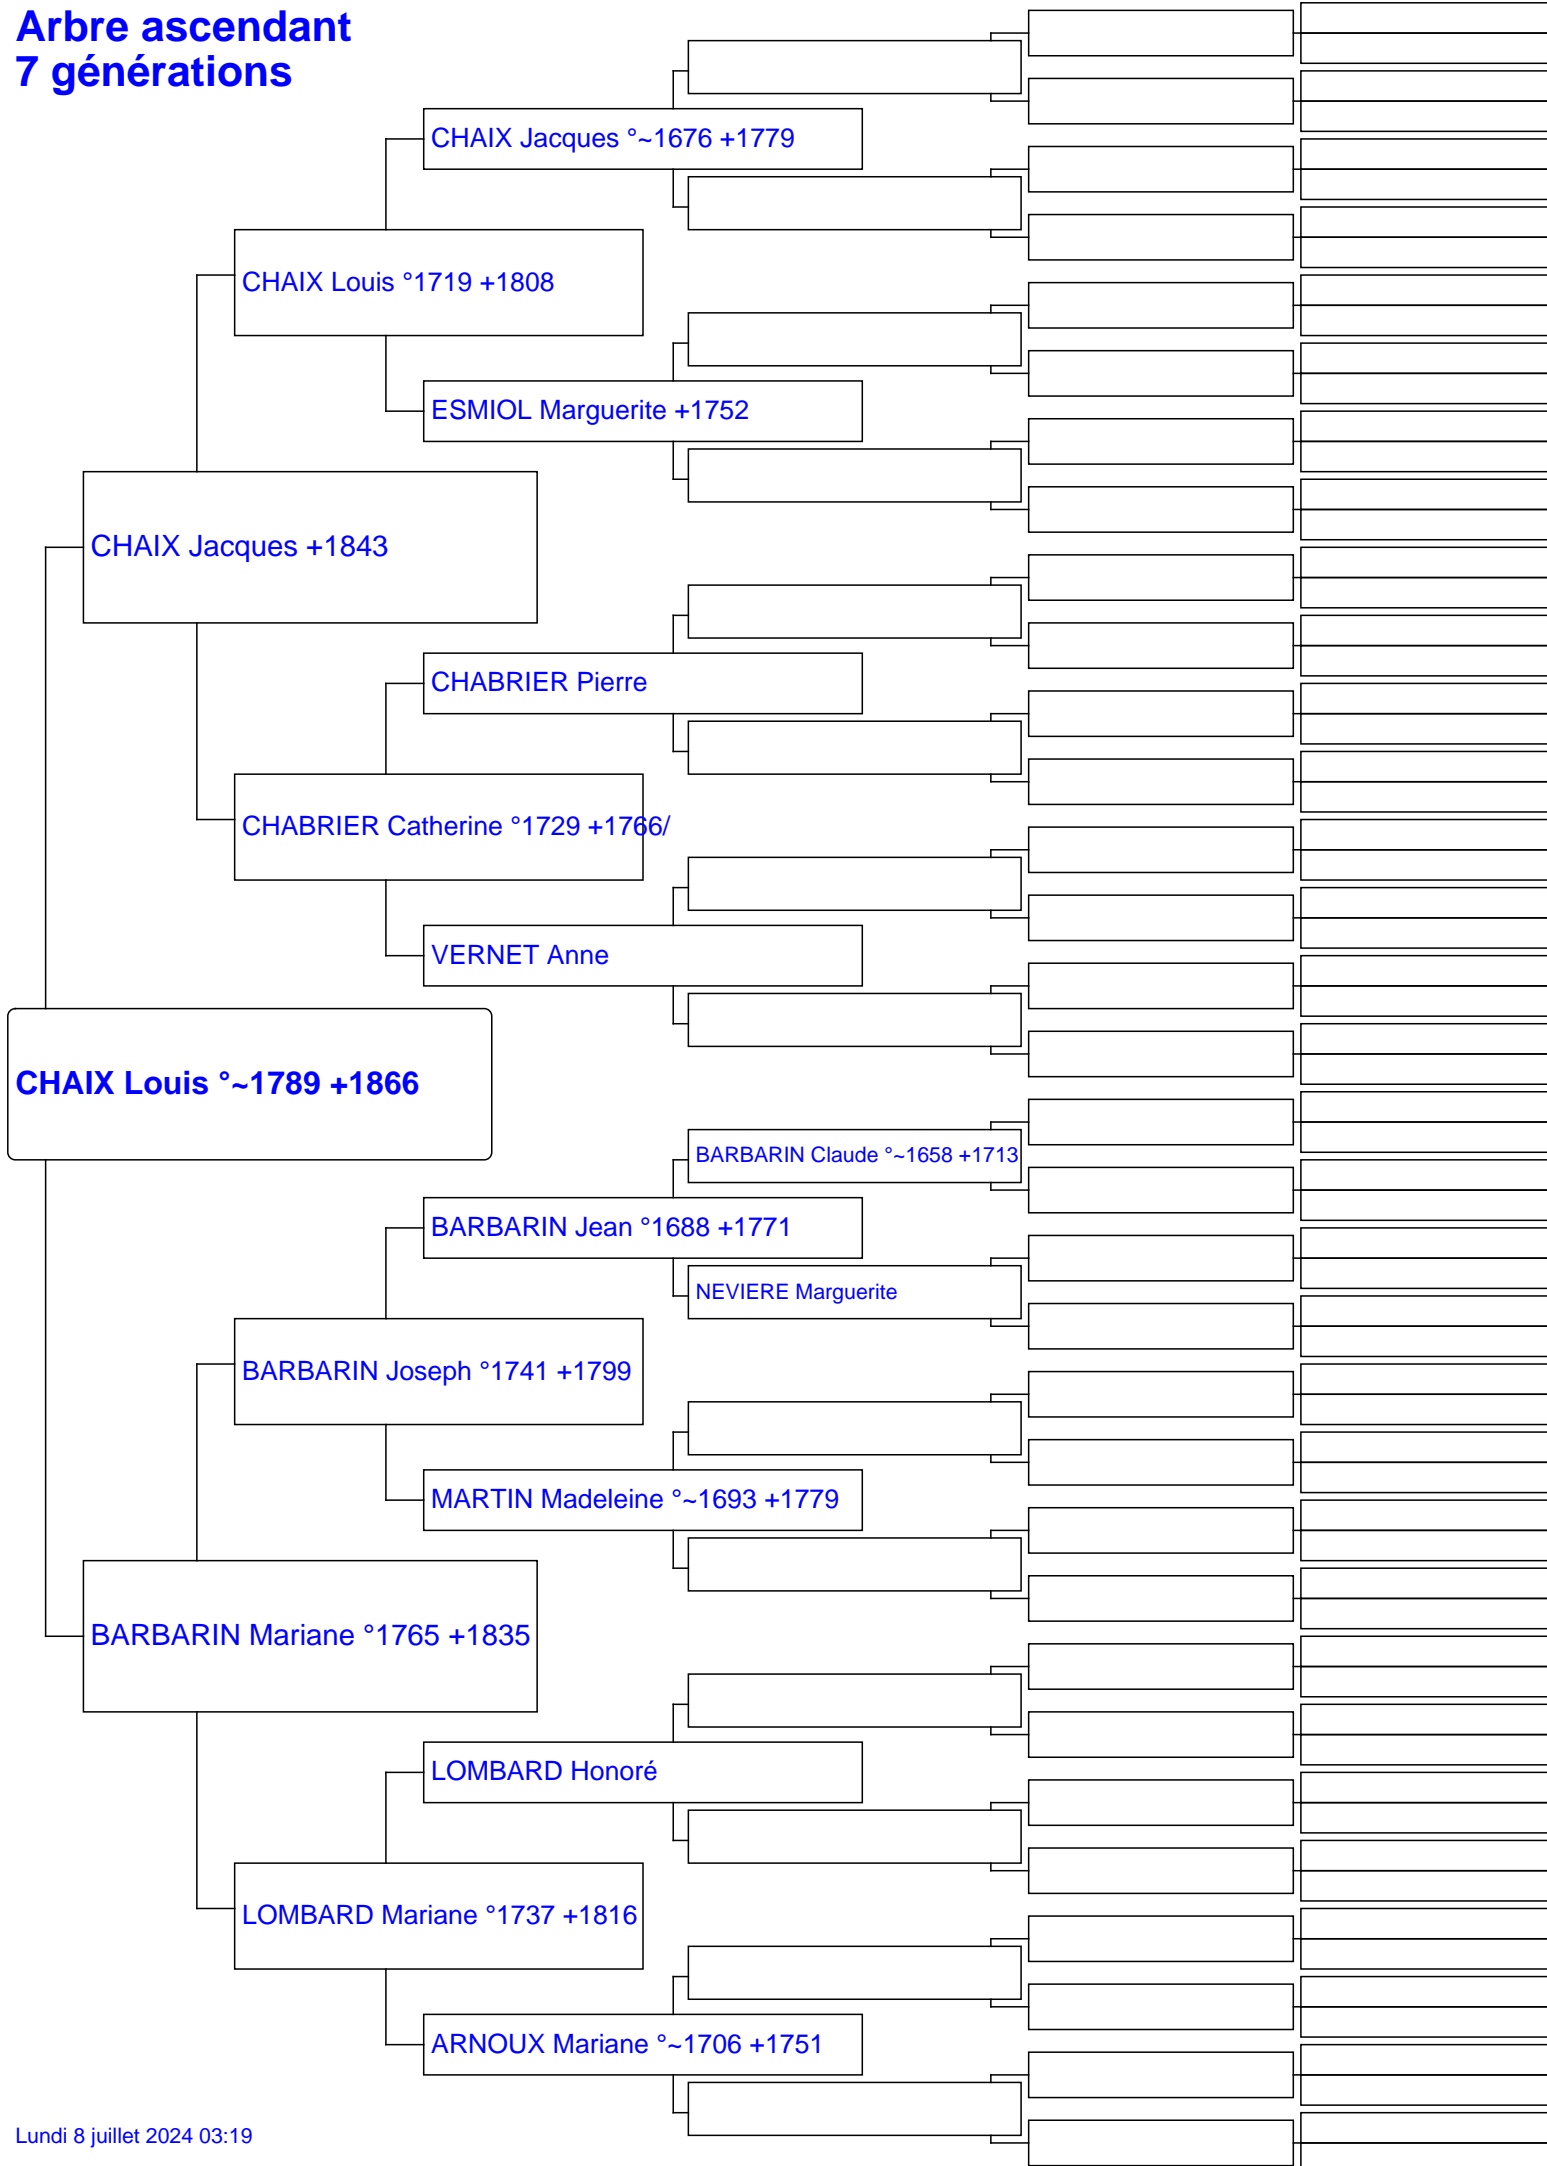 Arbre ascendant
7 générations
CHAIX Jacques °~1676 +1779
CHAIX Louis °1719 +1808
ESMIOL Marguerite +1752
CHAIX Jacques +1843
CHABRIER Pierre
CHABRIER Catherine °1729 +1766/
VERNET Anne
CHAIX Louis °~1789 +1866
BARBARIN Claude °~1658 +1713
BARBARIN Jean °1688 +1771
NEVIERE Marguerite
BARBARIN Joseph °1741 +1799
MARTIN Madeleine °~1693 +1779
BARBARIN Mariane °1765 +1835
LOMBARD Honoré
LOMBARD Mariane °1737 +1816
ARNOUX Mariane °~1706 +1751
Lundi 8 juillet 2024 03:19